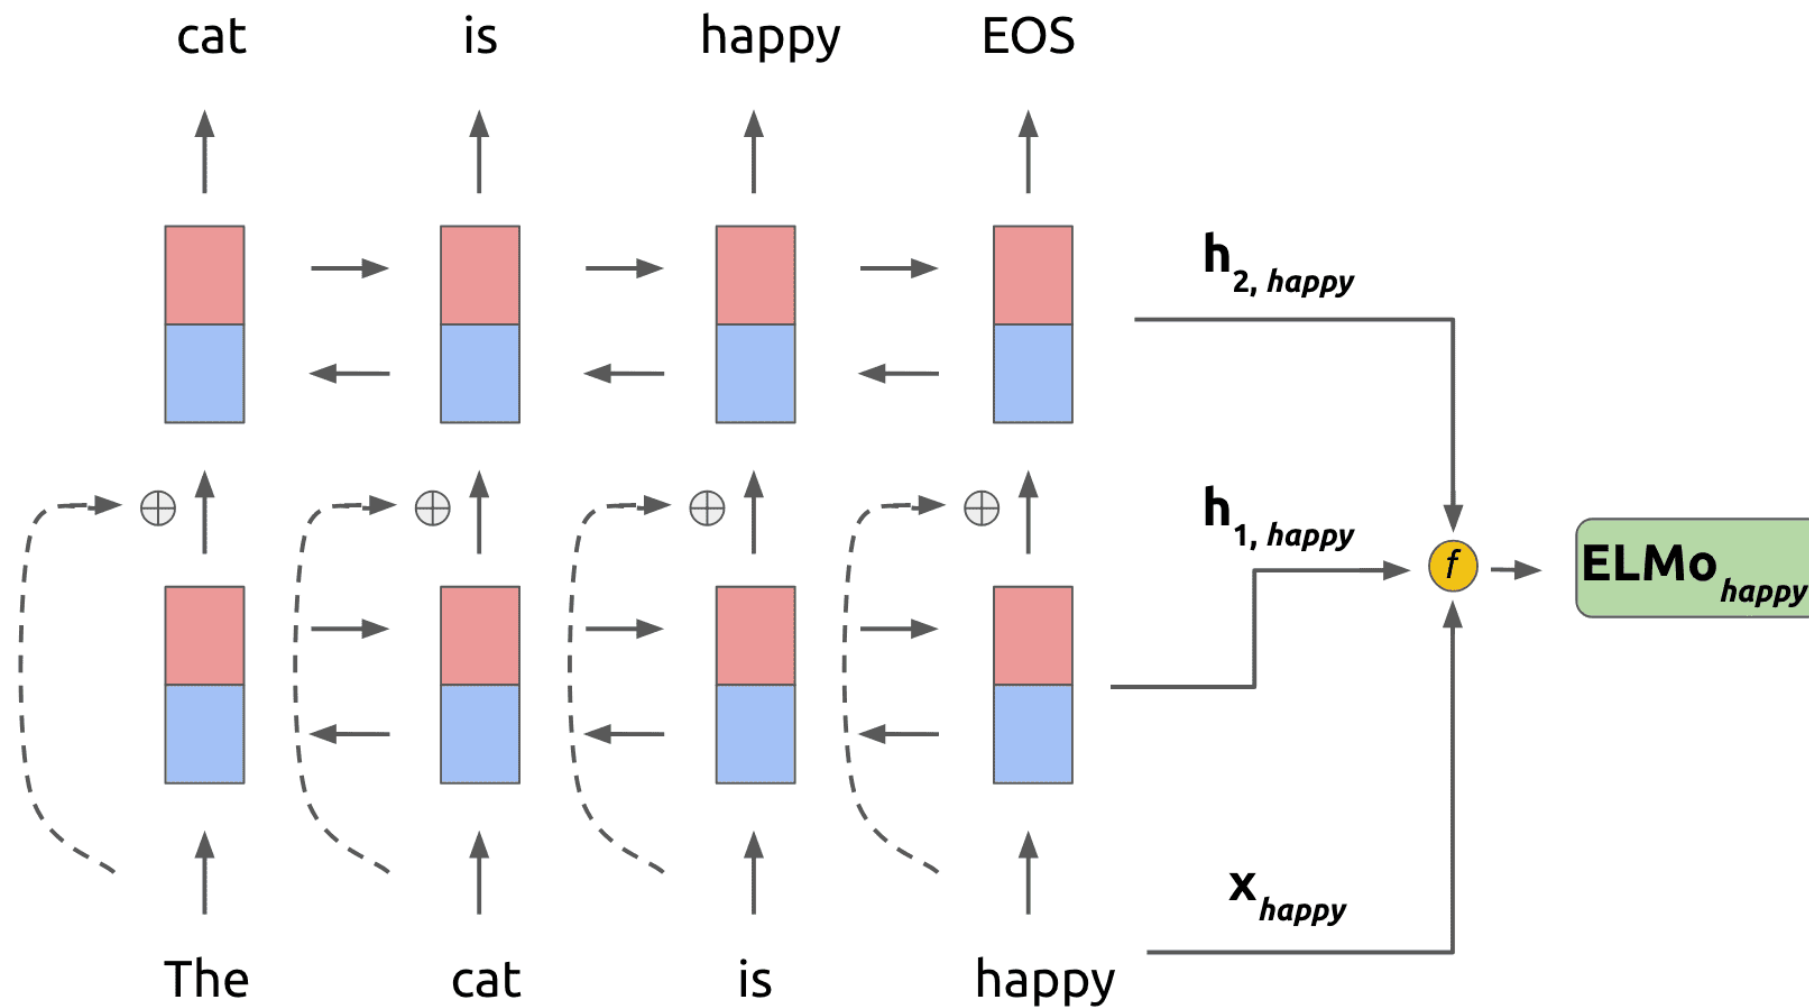 cat is happy EOS
h2, happy
h1, happy
f
ELMohappy
xhappy
The cat is happy